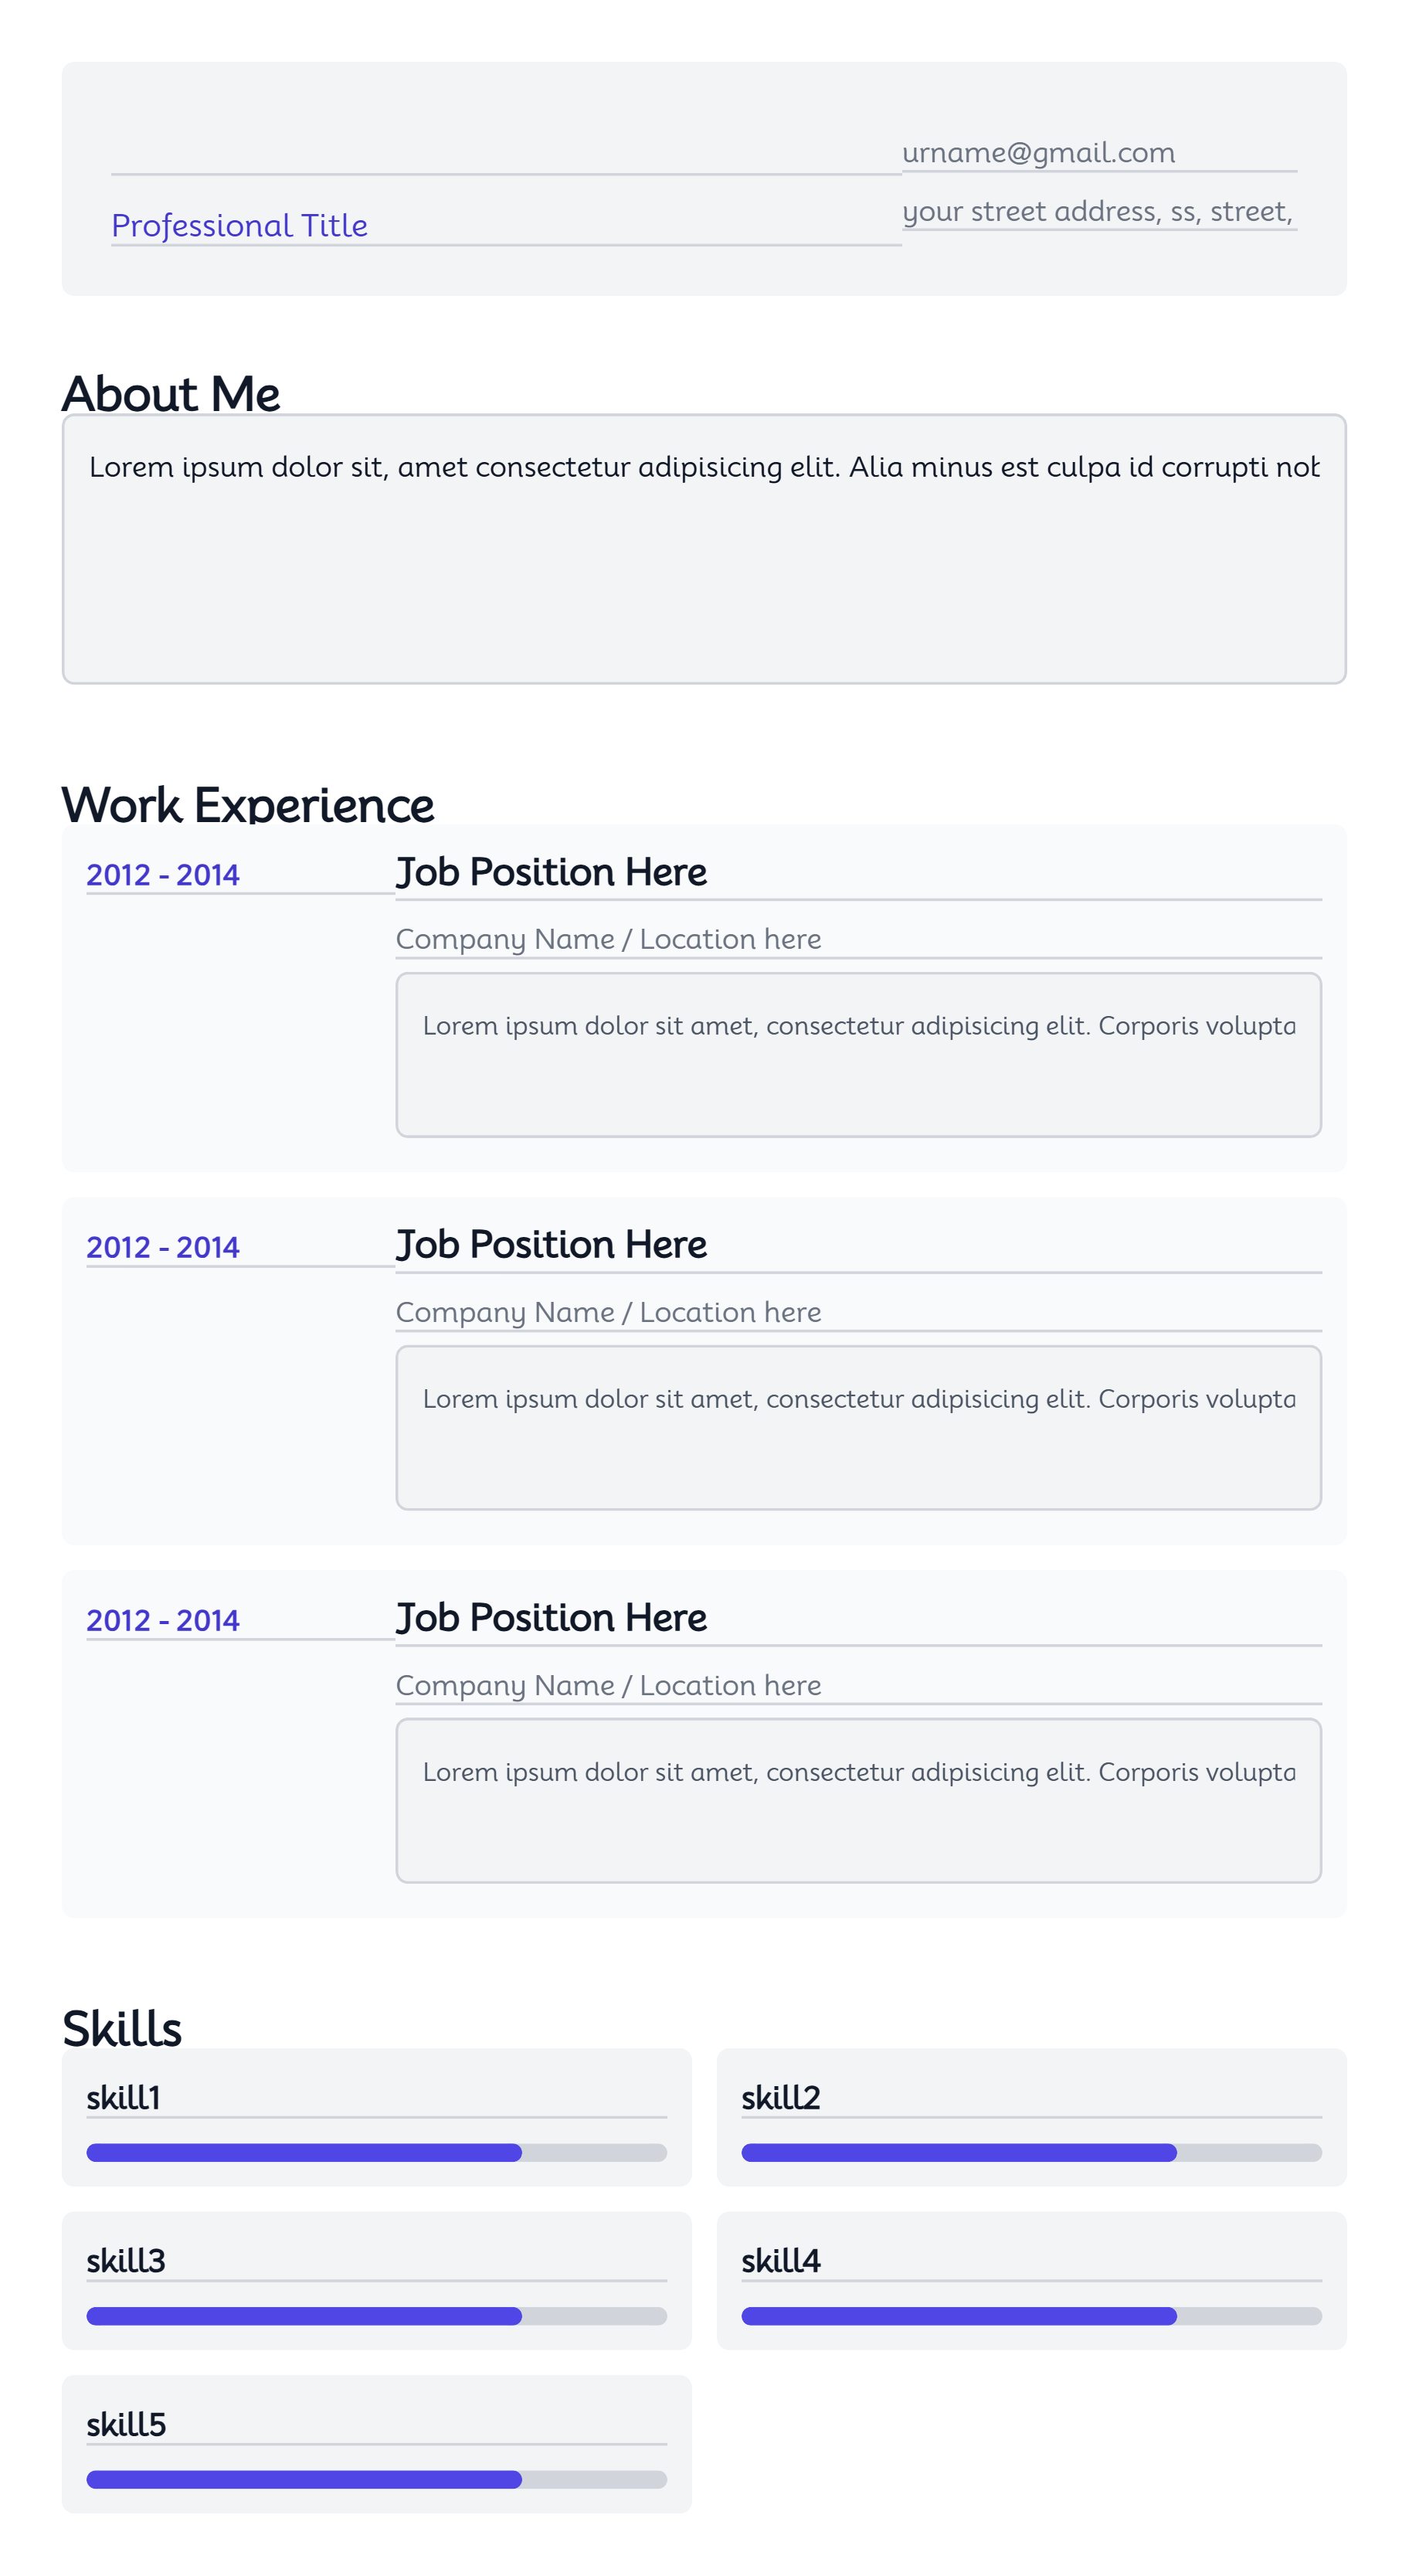 urname@gmail.com
Professional Title
your street address, ss, street,
About Me
Lorem ipsum dolor sit, amet consectetur adipisicing elit. Alia minus est culpa id corrupti
Work Experience
2012 - 2014
Job Position Here
Company Name / Location here
Lorem ipsum dolor sit amet, consectetur adipisicing elit. Corporis
2012 - 2014
Job Position Here
Company Name / Location here
Lorem ipsum dolor sit amet, consectetur adipisicing elit. Corporis
2012 - 2014
Job Position Here
Company Name / Location here
Lorem ipsum dolor sit amet, consectetur adipisicing elit. Corporis
Skills
skill1
skill2
skill3
skill4
skill5